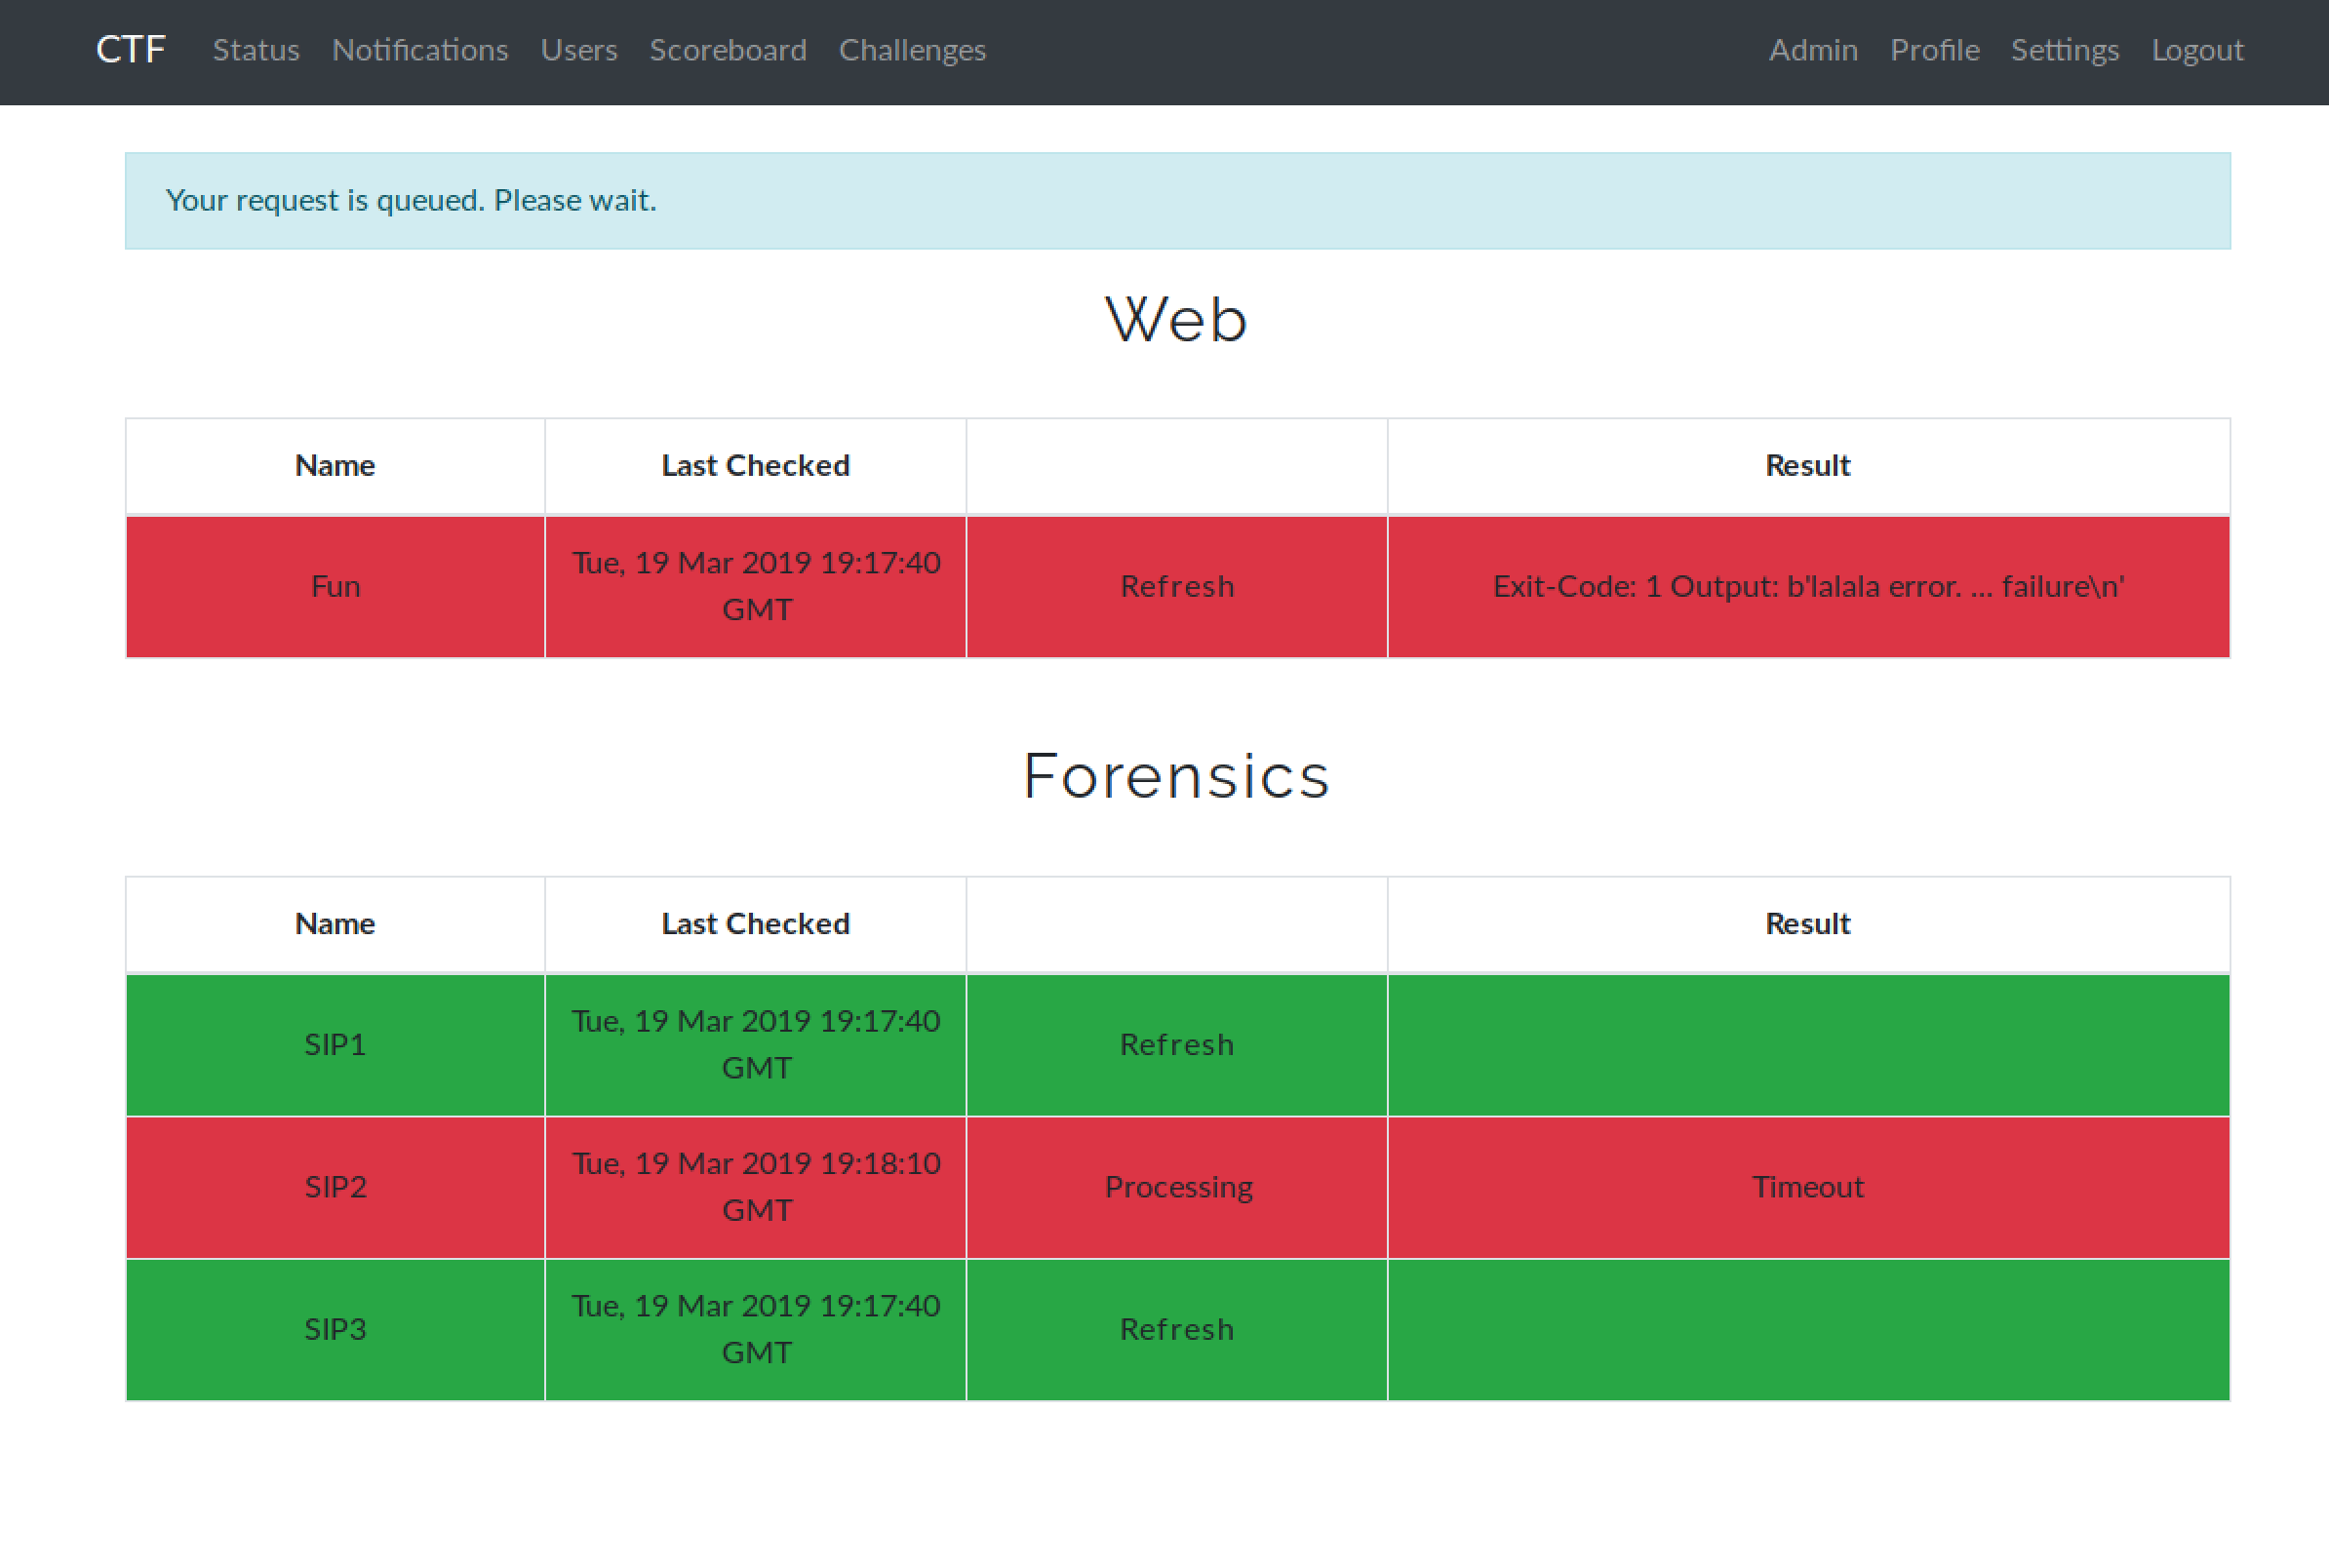 CTF Status Notifications Users Scoreboard Challenges Admin Profile Settings Logout
Your request is queued. Please wait.
Web
Name Last Checked Result
Fun Tue, 19 Mar 2019 19:17:40 GMT Refresh Exit-Code: 1 Output: b'lalala error. ... failure\n'
Forensics
Name Last Checked Result
SIP1 Tue, 19 Mar 2019 19:17:40 GMT Refresh
SIP2 Tue, 19 Mar 2019 19:18:10 GMT Processing Timeout
SIP3 Tue, 19 Mar 2019 19:17:40 GMT Refresh